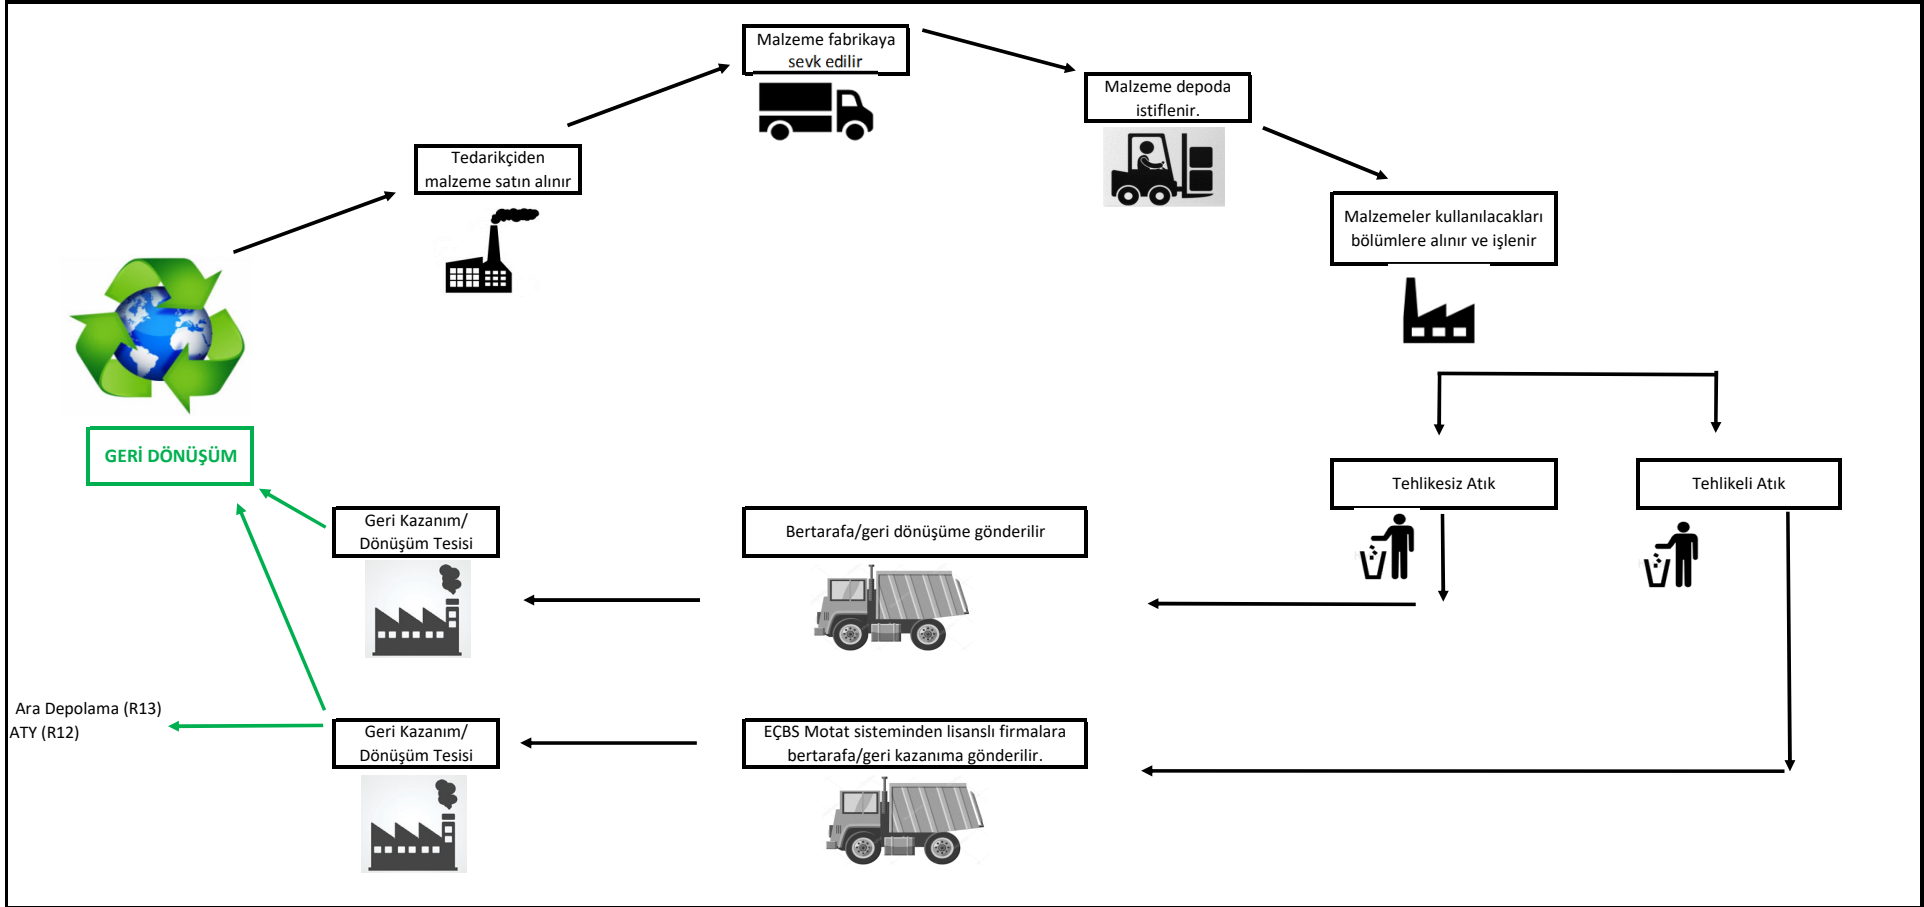 Malzeme fabrikaya
sevk edilir
Malzeme depoda
istiflenir.
Tedarikçiden
malzeme satın alınır
Malzemeler kullanılacakları
bölümlere alınır ve işlenir
GERİ DÖNÜŞÜM
Tehlikesiz Atık
Tehlikeli Atık
Geri Kazanım/
Dönüşüm Tesisi
Bertarafa/geri dönüşüme gönderilir
Ara Depolama (R13)
ATY (R12)
Geri Kazanım/
Dönüşüm Tesisi
EÇBS Motat sisteminden lisanslı firmalara
bertarafa/geri kazanıma gönderilir.